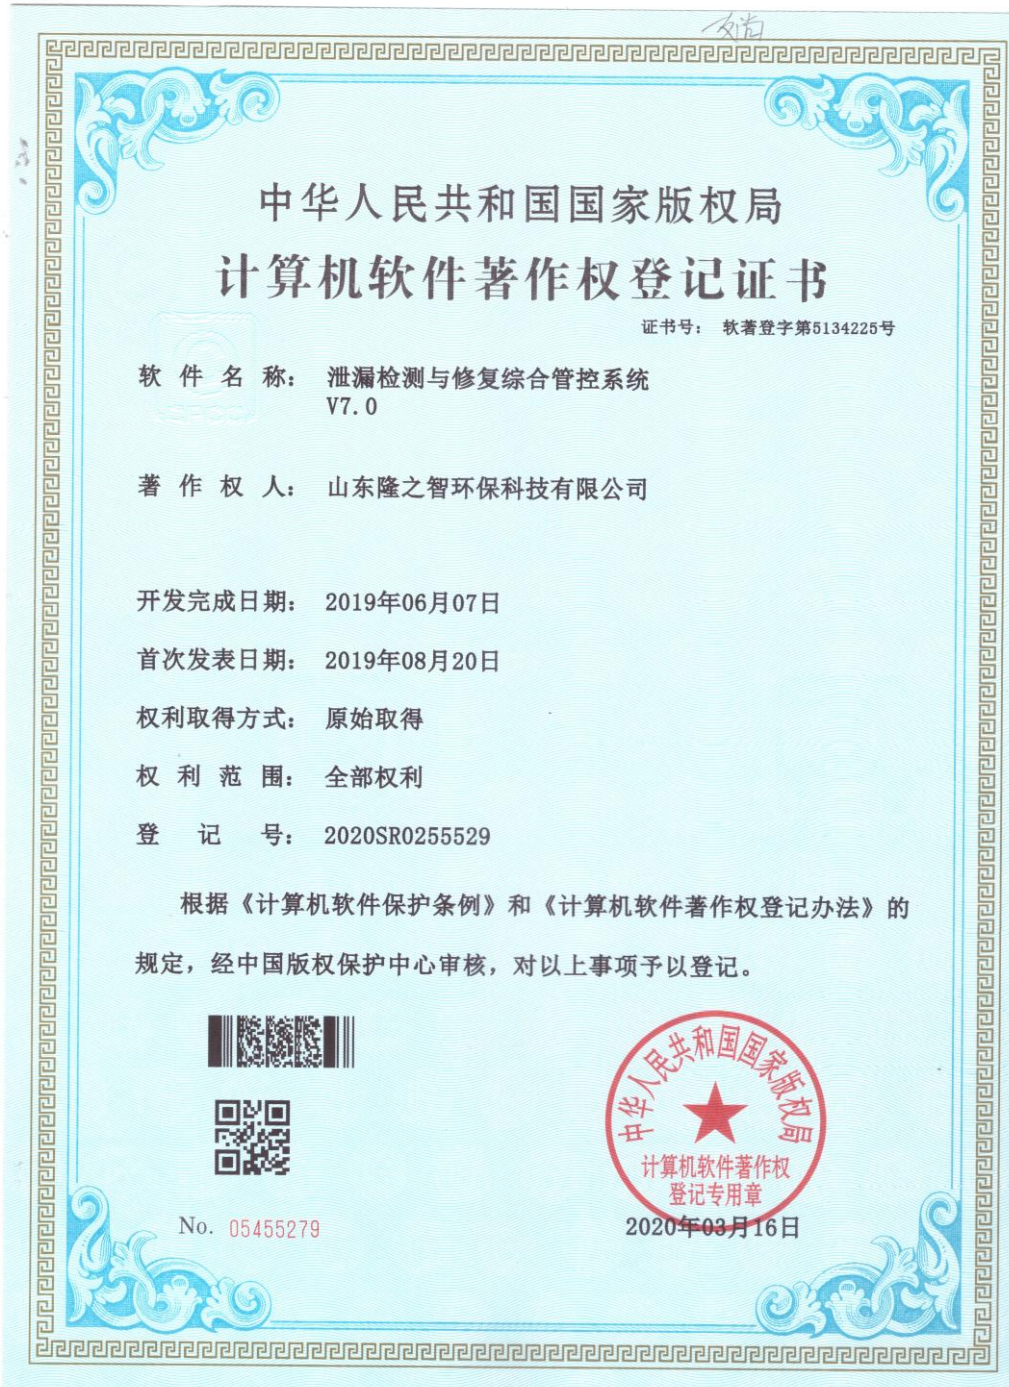 中华人民共和国国家版权局
计算机软件著作权登记证书
证书号： 软著登字第5134225号
软件名称： 泄漏检测与修复综合管控系统
V7.0
著作权人： 山东隆之智环保科技有限公司
开发完成日期： 2019年06月07日
首次发表日期： 2019年08月20日
权利取得方式： 原始取得
权利范围： 全部权利
登记号： 2020SR0255529
根据《计算机软件保护条例》和《计算机软件著作权登记办法》的
规定，经中国版权保护中心审核，对以上事项予以登记。
中华人民共和国国家版权局
计算机软件著作权
登记专用章
No. 05455279
2020年03月16日